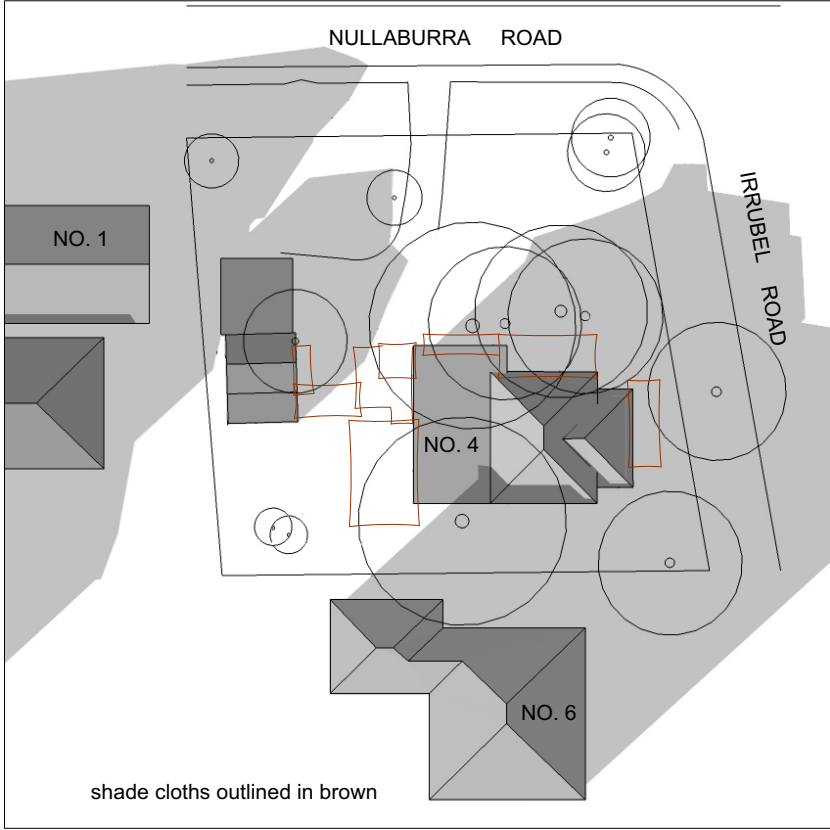 NULLABURRA ROAD
IRRUBEL ROAD
NO. 1
NO. 4
NO. 6
shade cloths outlined in brown